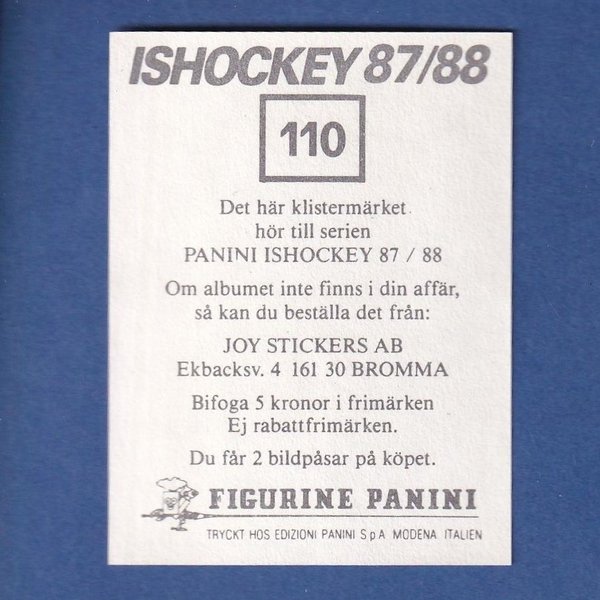 ISHOCKEY 87/88
110
Det här klistermärket
hör till serien
PANINI ISHOCKEY 87 / 88
Om albumet inte finns i din affär,
så kan du beställa det från:
JOY STICKERS AB
Ekbacksv. 4 161 30 BROMMA
Bifoga 5 kronor i frimärken
Ej rabattfrimärken.
Du får 2 bildpåsar på köpet.
FIGURINE PANINI
TRYCKT HOS EDIZIONI PANINI S p A MODENA ITALIEN